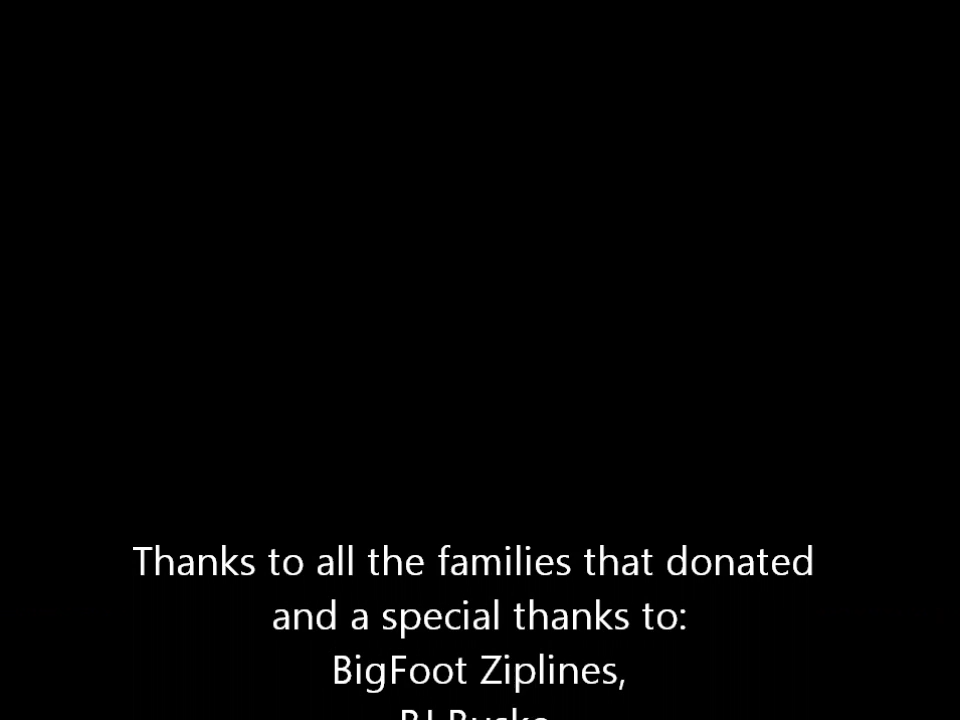 Thanks to all the families that donated
and a special thanks to:
BigFoot Ziplines,